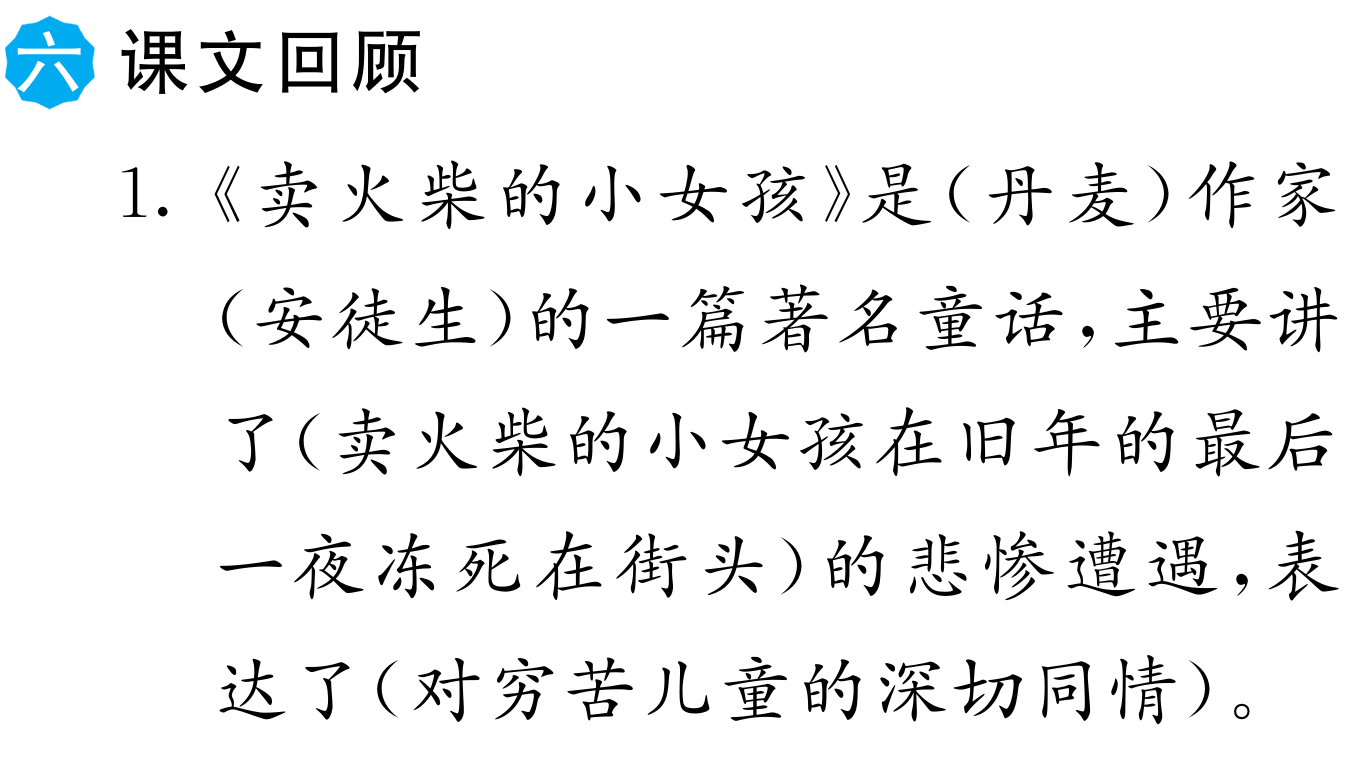 六 课文回顾
1.《卖火柴的小女孩》是(丹麦)作家
(安徒生)的一篇著名童话,主要讲
了(卖火柴的小女孩在旧年的最后
一夜冻死在街头)的悲惨遭遇,表
达了(对穷苦儿童的深切同情)。